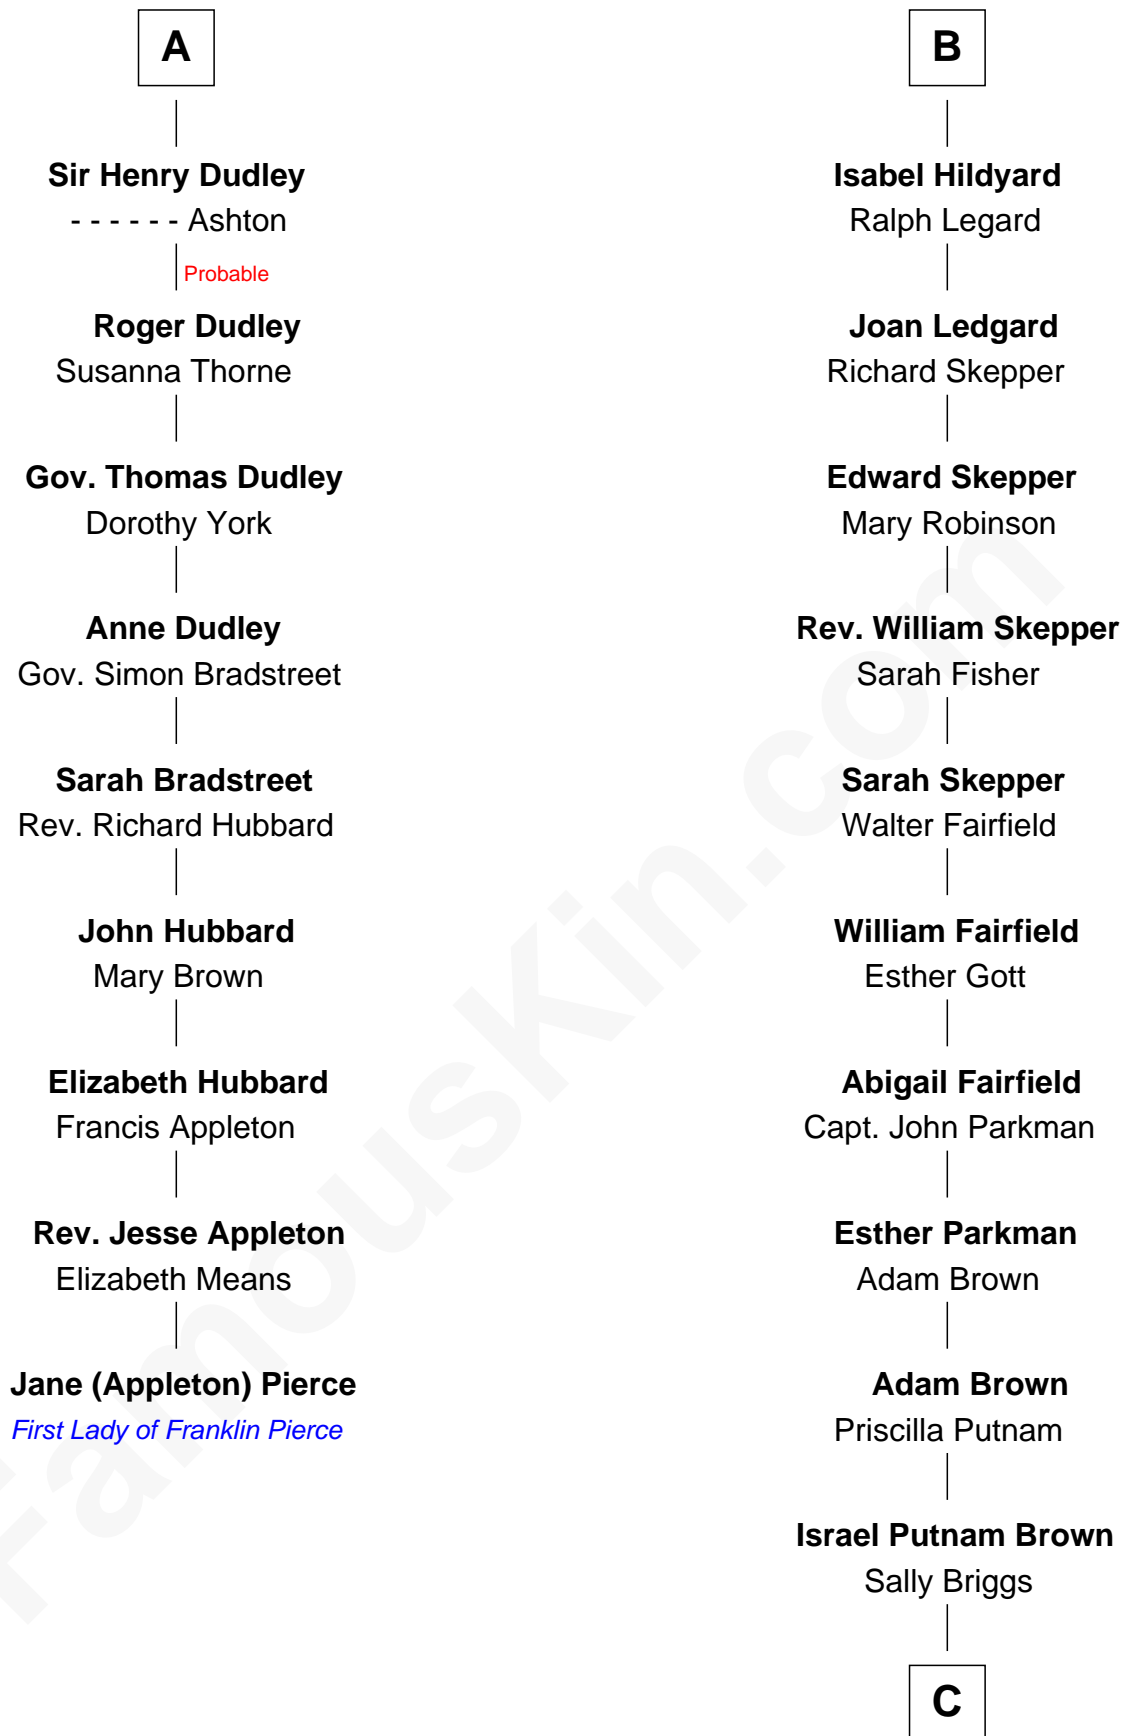 A
Sir Henry Dudley
- - - - - - Ashton
Probable
Roger Dudley
Susanna Thorne
Gov. Thomas Dudley
Dorothy York
Anne Dudley
Gov. Simon Bradstreet
Sarah Bradstreet
Rev. Richard Hubbard
John Hubbard
Mary Brown
Elizabeth Hubbard
Francis Appleton
Rev. Jesse Appleton
Elizabeth Means
Jane (Appleton) Pierce
First Lady of Franklin Pierce
B
Isabel Hildyard
Ralph Legard
Joan Ledgard
Richard Skepper
Edward Skepper
Mary Robinson
Rev. William Skepper
Sarah Fisher
Sarah Skepper
Walter Fairfield
William Fairfield
Esther Gott
Abigail Fairfield
Capt. John Parkman
Esther Parkman
Adam Brown
Adam Brown
Priscilla Putnam
Israel Putnam Brown
Sally Briggs
C
FamousKin.com